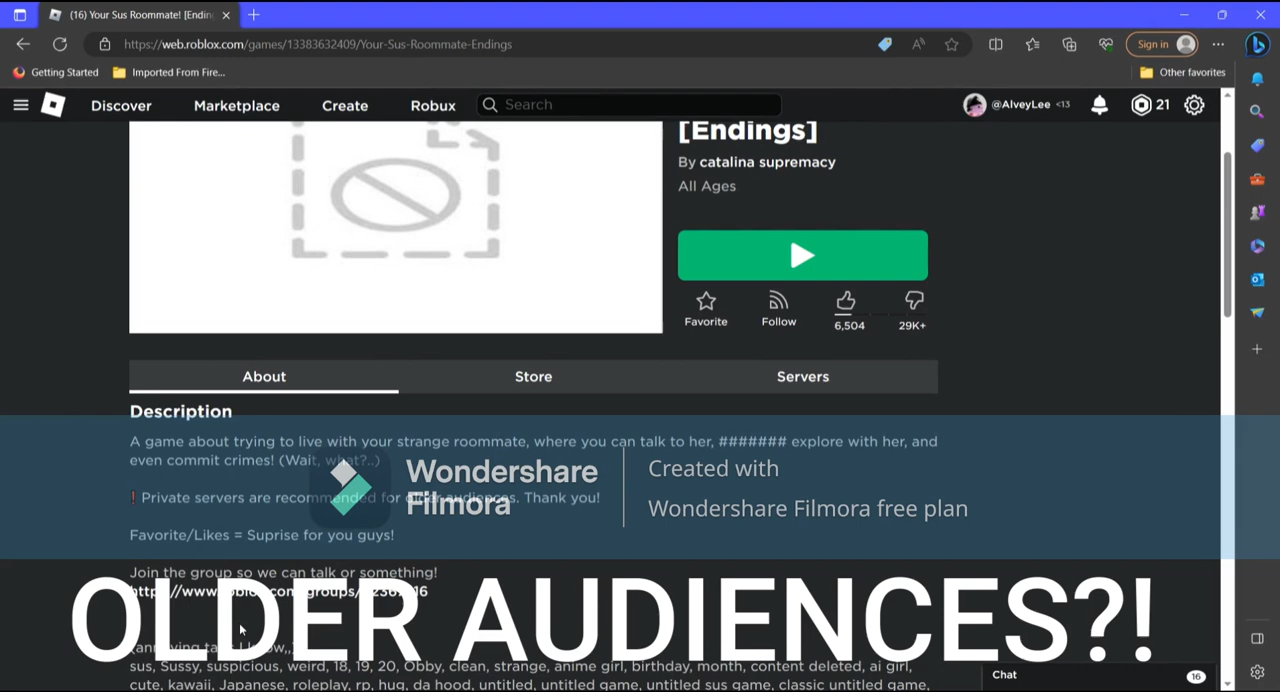 (16) Your Sus Roommate! [Ending
https://web.roblox.com/games/13383632409/Your-Sus-Roommate-Endings
Sign in
Getting Started
Imported From Fire...
Other favorites
Discover
Marketplace
Create
Robux
Search
@AlveyLee <13
21
[Endings]
By catalina supremacy
All Ages
Favorite
Follow
6,504
29K+
About
Store
Servers
Description
A game about trying to live with your strange roommate, where you can talk to her, ####### explore with her, and
even commit crimes! (Wait, what?..)
❗ Private servers are recommended for older audiences. Thank you!
Wondershare
Filmora
Created with
Wondershare Filmora free plan
Favorite/Likes = Suprise for you guys!
Join the group so we can talk or something!
OLDER AUDIENCES?!
sus, Sussy, suspicious, weird, 18, 19, 20, Obby, clean, strange, anime girl, birthday, month, content deleted, ai girl,
cute, kawaii, Japanese, roleplay, rp, hug, da hood, untitled, untitled game, untitled sus game, classic untitled game,
Chat
16